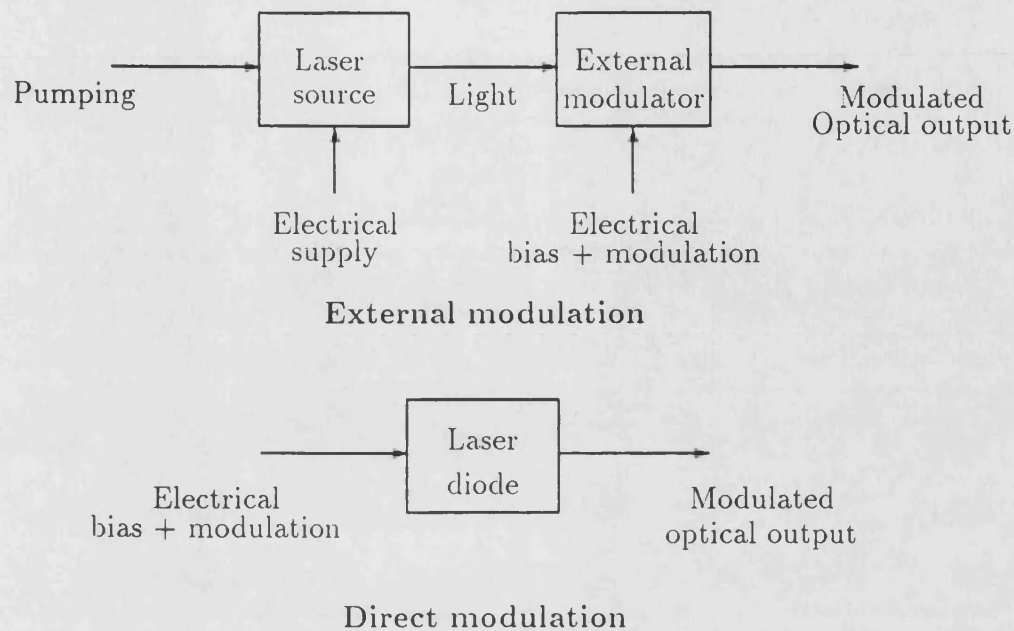 Laser
source
External
modulator
Pumping
Light
Modulated
Optical output
Electrical
supply
Electrical
bias + modulation
External modulation
Laser
diode
Electrical
bias + modulation
Modulated
optical output
Direct modulation